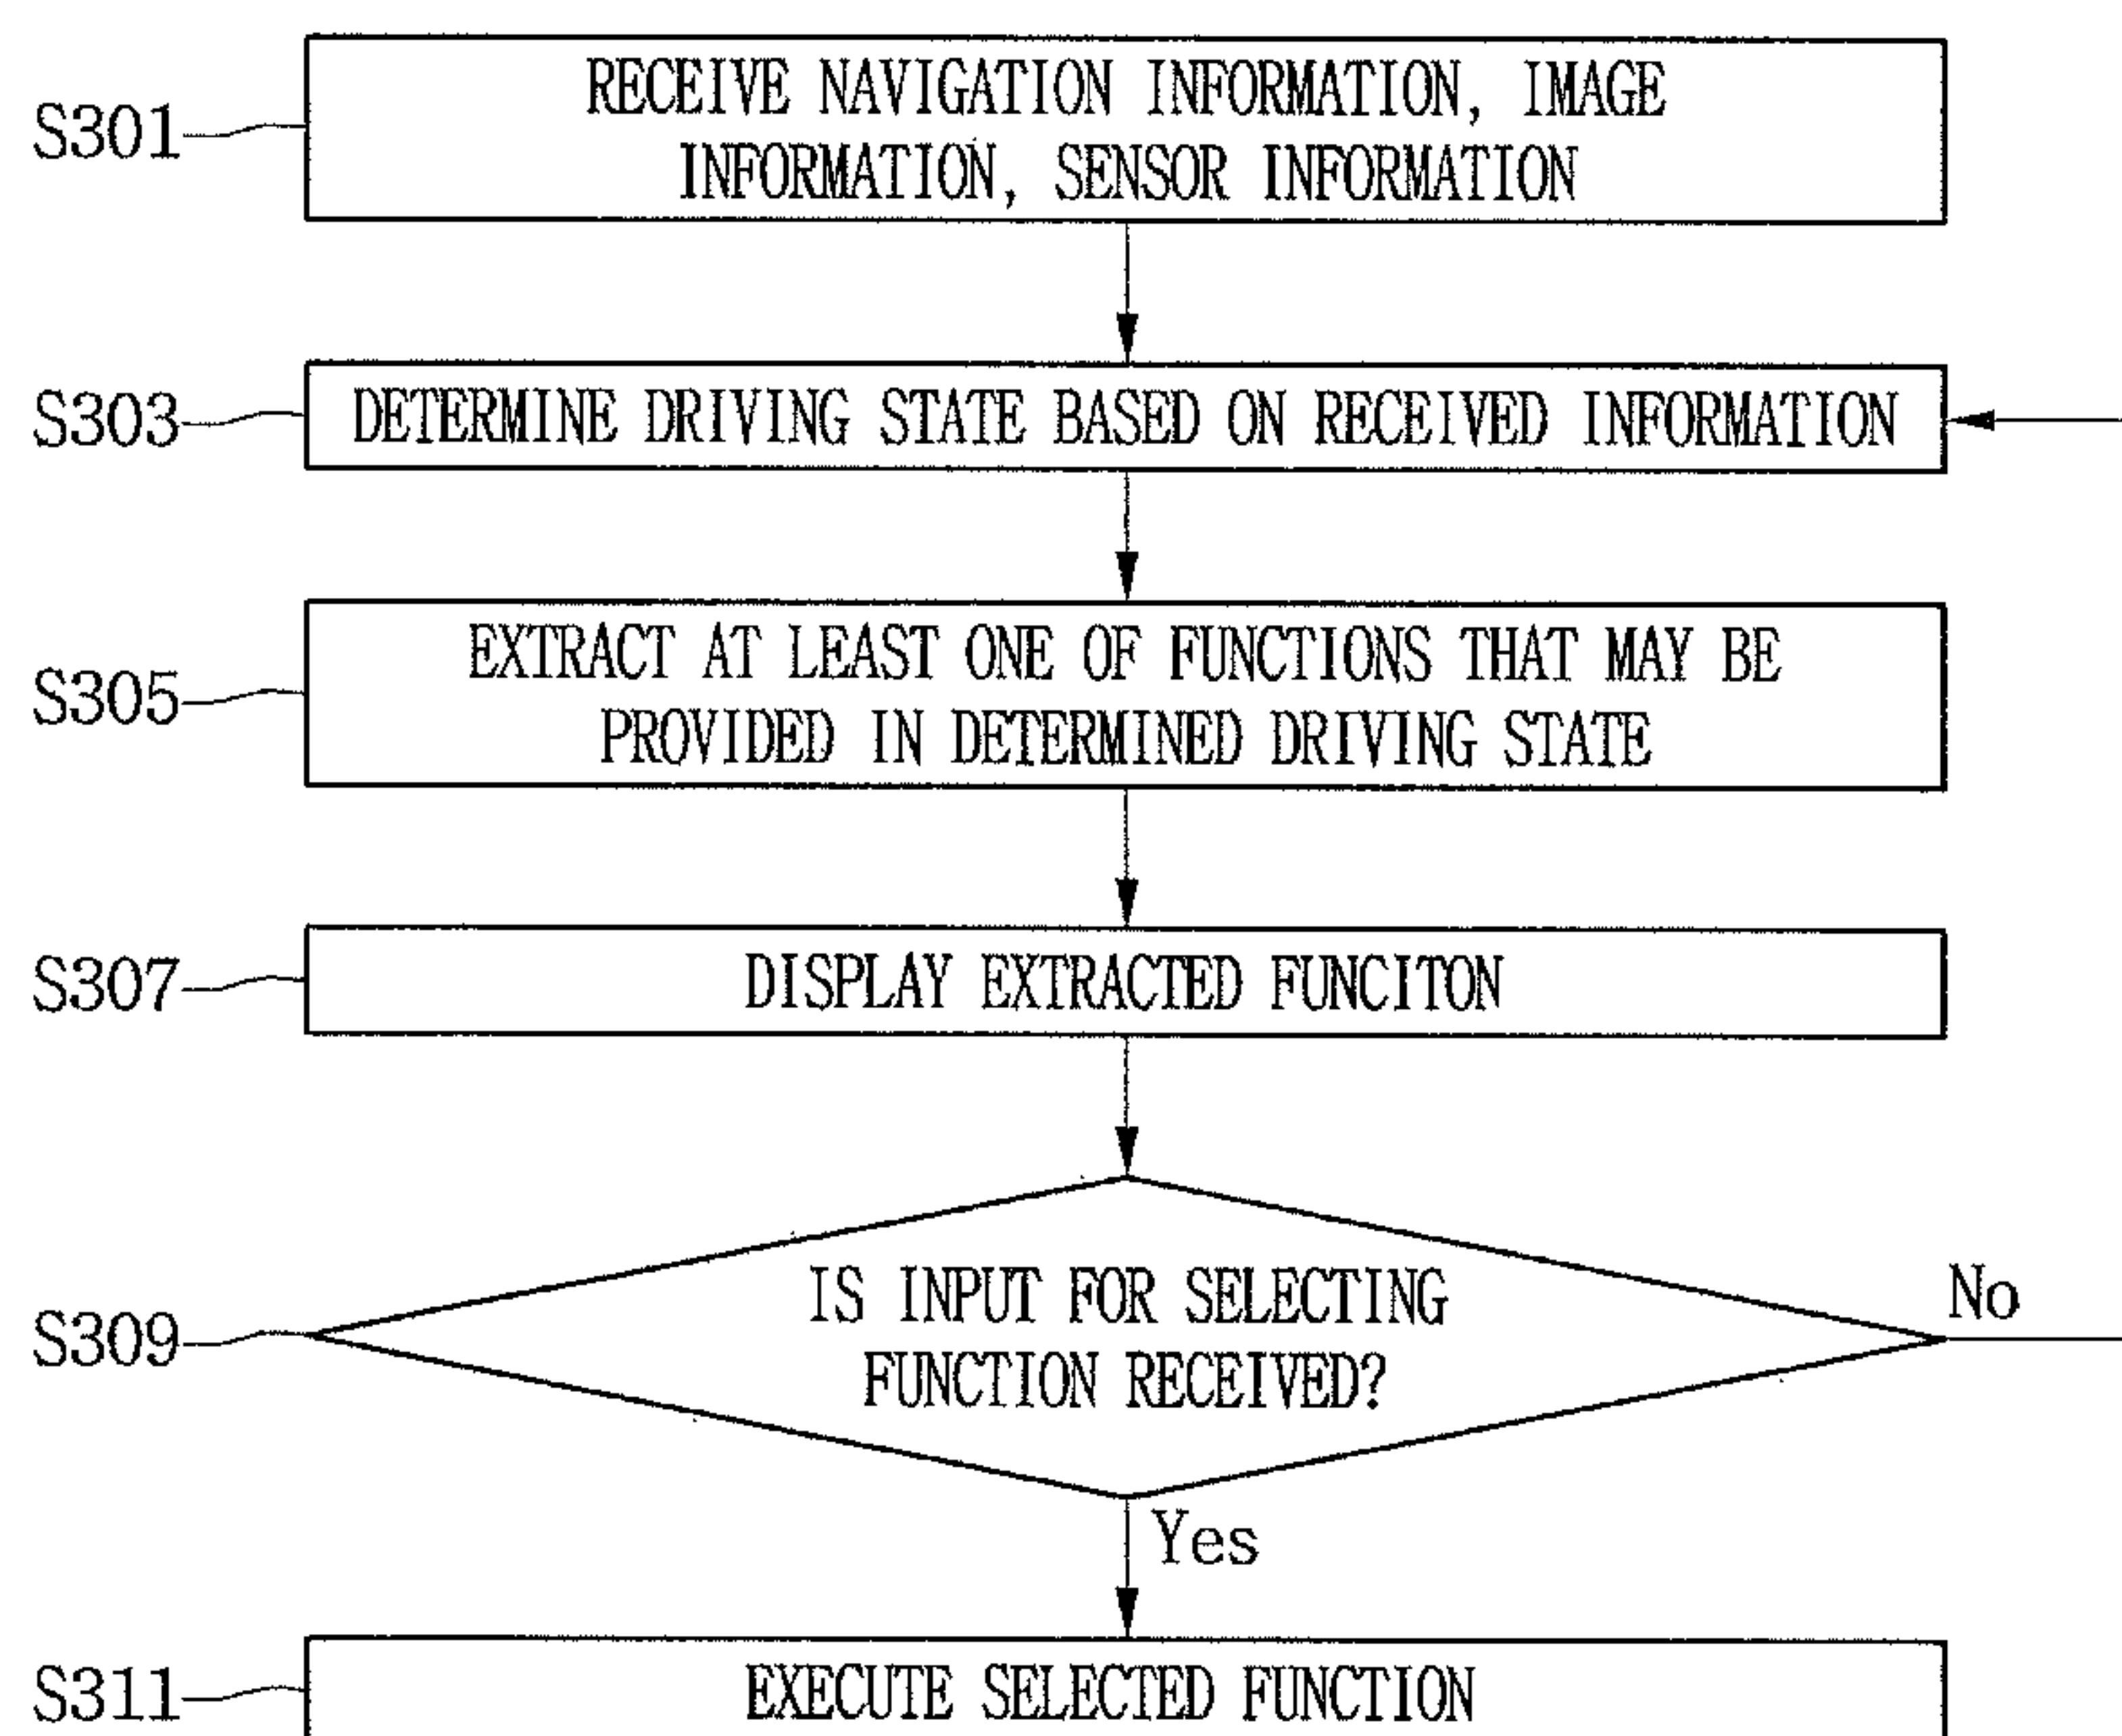 S301
RECEIVE NAVIGATION INFORMATION, IMAGE
INFORMATION, SENSOR INFORMATION
S303
DETERMINE DRIVING STATE BASED ON RECEIVED INFORMATION
S305
EXTRACT AT LEAST ONE OF FUNCTIONS THAT MAY BE
PROVIDED IN DETERMINED DRIVING STATE
S307
DISPLAY EXTRACTED FUNCITON
S309
IS INPUT FOR SELECTING
FUNCTION RECEIVED?
No
Yes
S311
EXECUTE SELECTED FUNCTION